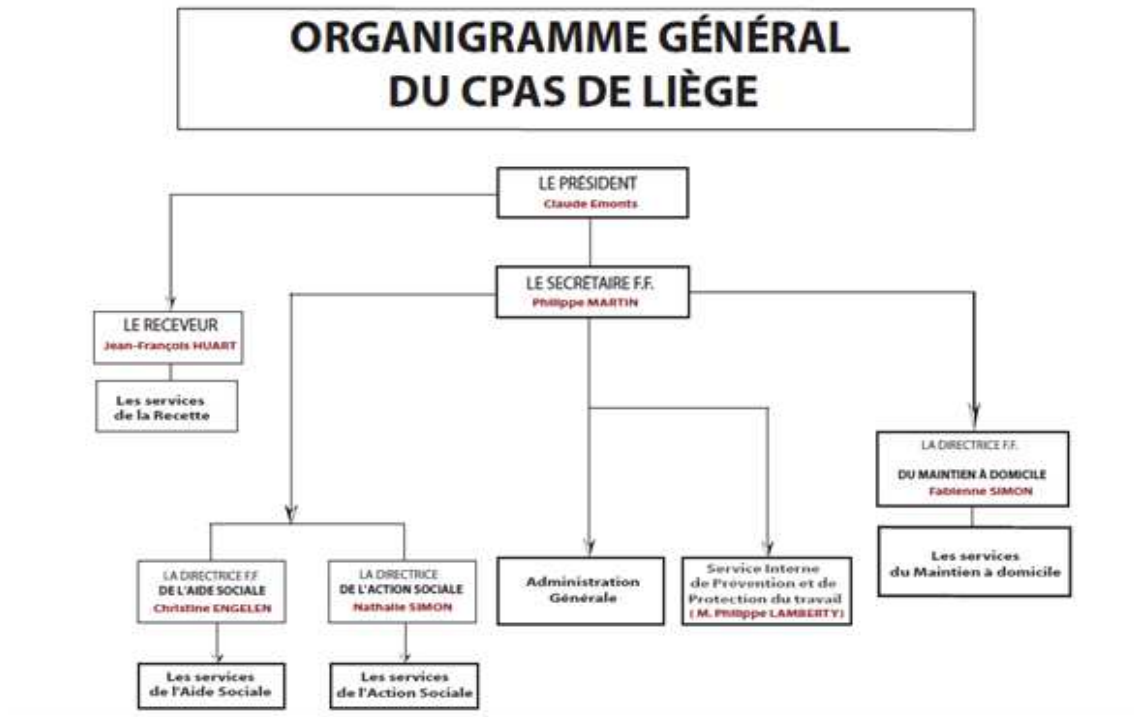 ORGANIGRAMME GÉNÉRAL
DU CPAS DE LIÈGE
LE PRÉSIDENT
Claude Emonts
LE SECRÉTAIRE F.F.
Philippe MARTIN
LE RECEVEUR
Jean-François HUART
Les services
de la Recette
LA DIRECTRICE F.F.
DU MAINTIEN À DOMICILE
Fabienne SIMON
Les services
du Maintien à domicile
LA DIRECTRICE F.F
DE L'AIDE SOCIALE
Christine ENGELEN
Les services
de l'Aide Sociale
LA DIRECTRICE
DE L'ACTION SOCIALE
Nathalie SIMON
Les services
de l'Action Sociale
Administration
Générale
Service Interne
de Prévention et de
Protection du travail
( M. Philippe LAMBERTY)